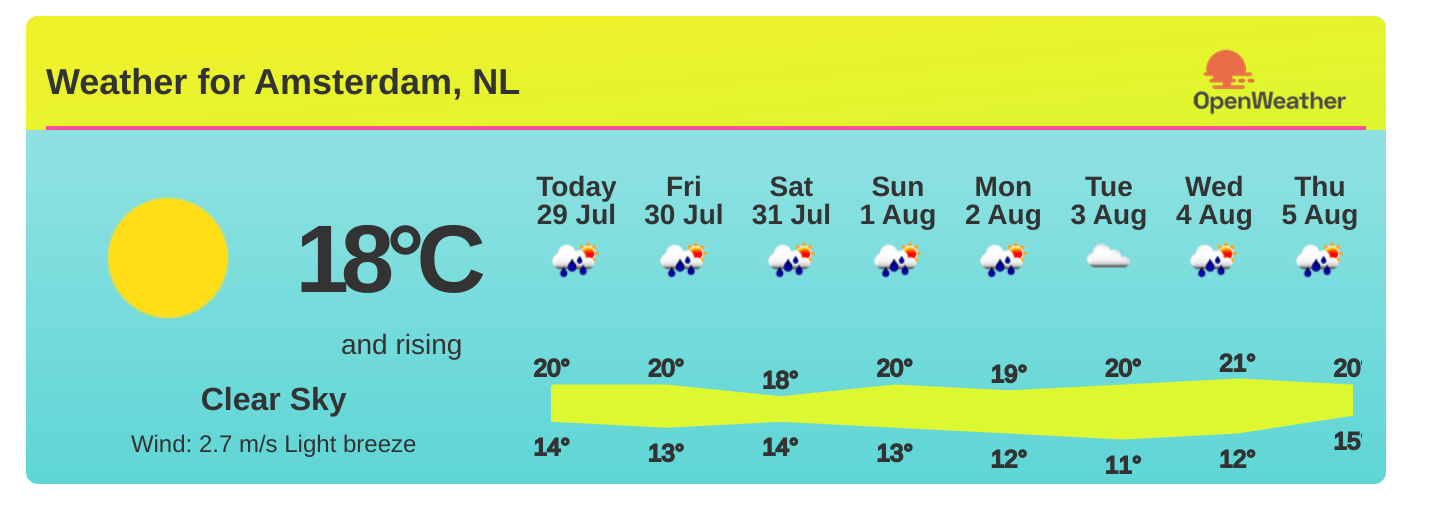 Weather for Amsterdam, NL
OpenWeather
18°C
and rising
Clear Sky
Wind: 2.7 m/s Light breeze
Today Fri Sat Sun Mon Tue Wed Thu
29 Jul 30 Jul 31 Jul 1 Aug 2 Aug 3 Aug 4 Aug 5 Aug
20° 20° 18° 20° 19° 20° 21° 20°
14° 13° 14° 13° 12° 11° 12° 15°